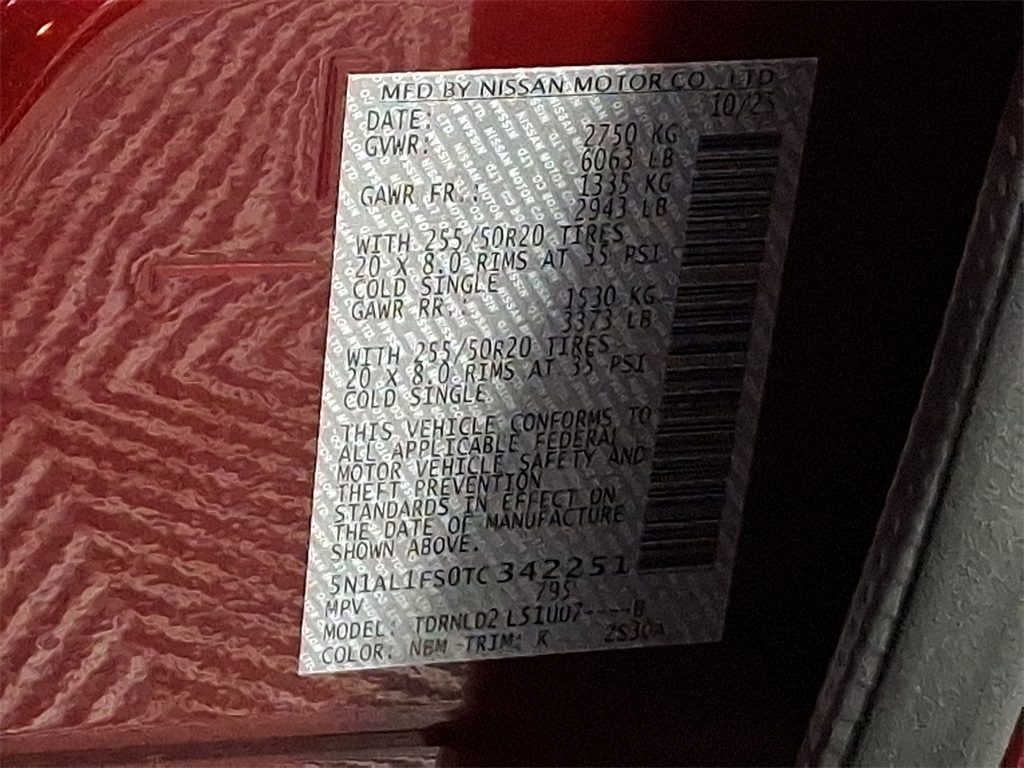 MFD BY NISSAN MOTOR CO., LTD
DATE: 10/25
GVWR: 2750 KG
6063 LB
GAWR FR.: 1335 KG
2943 LB
WITH 255/50R20 TIRES
20 X 8.0 RIMS AT 35 PSI
COLD SINGLE
GAWR RR.: 1530 KG
3373 LB
WITH 255/50R20 TIRES
20 X 8.0 RIMS AT 35 PSI
COLD SINGLE
THIS VEHICLE CONFORMS TO
ALL APPLICABLE FEDERAL
MOTOR VEHICLE SAFETY AND
THEFT PREVENTION
STANDARDS IN EFFECT ON
THE DATE OF MANUFACTURE
SHOWN ABOVE.
5N1AL1FS0TC342251
MPV 795
MODEL: TDRNLD2 L51UU7----B
COLOR: NBM TRIM: K